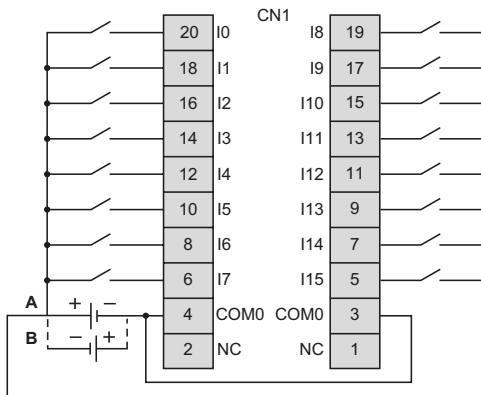 CN1
20 I0 I8 19
18 I1 I9 17
16 I2 I10 15
14 I3 I11 13
12 I4 I12 11
10 I5 I13 9
8 I6 I14 7
6 I7 I15 5
A + − 4 COM0 COM0 3
B − + 2 NC NC 1